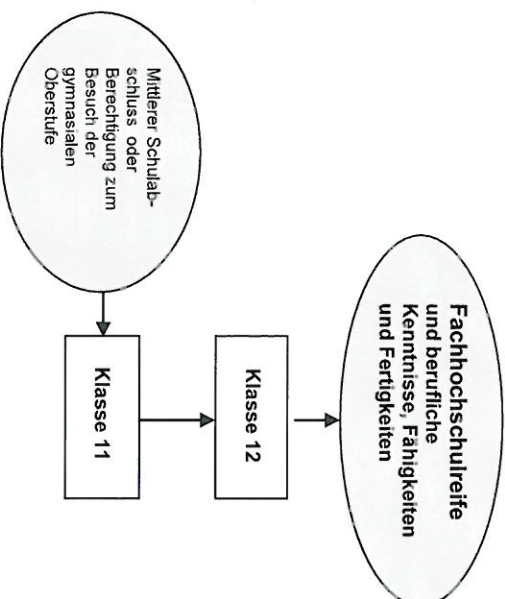 Mittlerer Schulab-
schluss oder
Berechtigung zum
Besuch der
gymnasialen
Oberstufe
Klasse 11
Klasse 12
Fachhochschulreife
und berufliche
Kenntnisse, Fähigkeiten
und Fertigkeiten